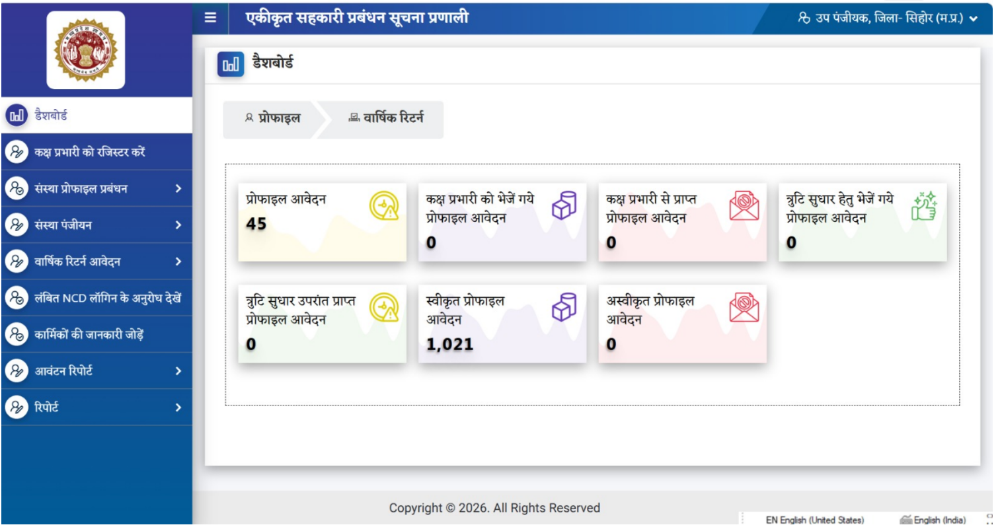 एकीकृत सहकारी प्रबंधन सूचना प्रणाली
उप पंजीयक, जिला- सिहोर (म.प्र.)
डैशबोर्ड
कक्ष प्रभारी को रजिस्टर करें
संस्था प्रोफाइल प्रबंधन
संस्था पंजीयन
वार्षिक रिटर्न आवेदन
लंबित NCD लॉगिन के अनुरोध देखें
कार्मिकों की जानकारी जोड़ें
आवंटन रिपोर्ट
रिपोर्ट
डैशबोर्ड
प्रोफाइल
वार्षिक रिटर्न
प्रोफाइल आवेदन
45
कक्ष प्रभारी को भेजें गये
प्रोफाइल आवेदन
0
कक्ष प्रभारी से प्राप्त
प्रोफाइल आवेदन
0
त्रुटि सुधार हेतु भेजें गये
प्रोफाइल आवेदन
0
त्रुटि सुधार उपरांत प्राप्त
प्रोफाइल आवेदन
0
स्वीकृत प्रोफाइल
आवेदन
1,021
अस्वीकृत प्रोफाइल
आवेदन
0
Copyright © 2026. All Rights Reserved
EN English (United States)
English (India)